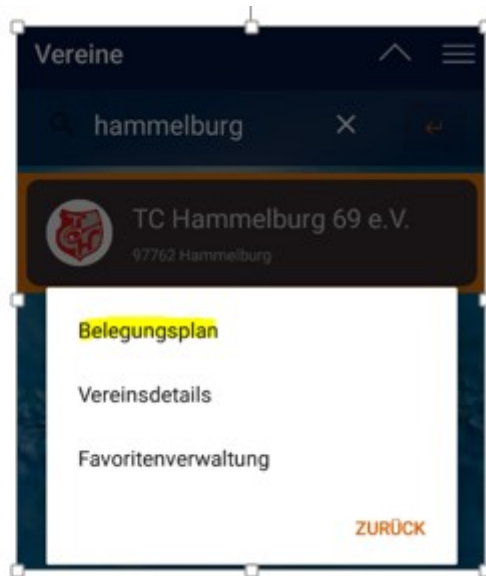 Vereine
hammelburg
TC Hammelburg 69 e.V.
97762 Hammelburg
Belegungsplan
Vereinsdetails
Favoritenverwaltung
ZURÜCK